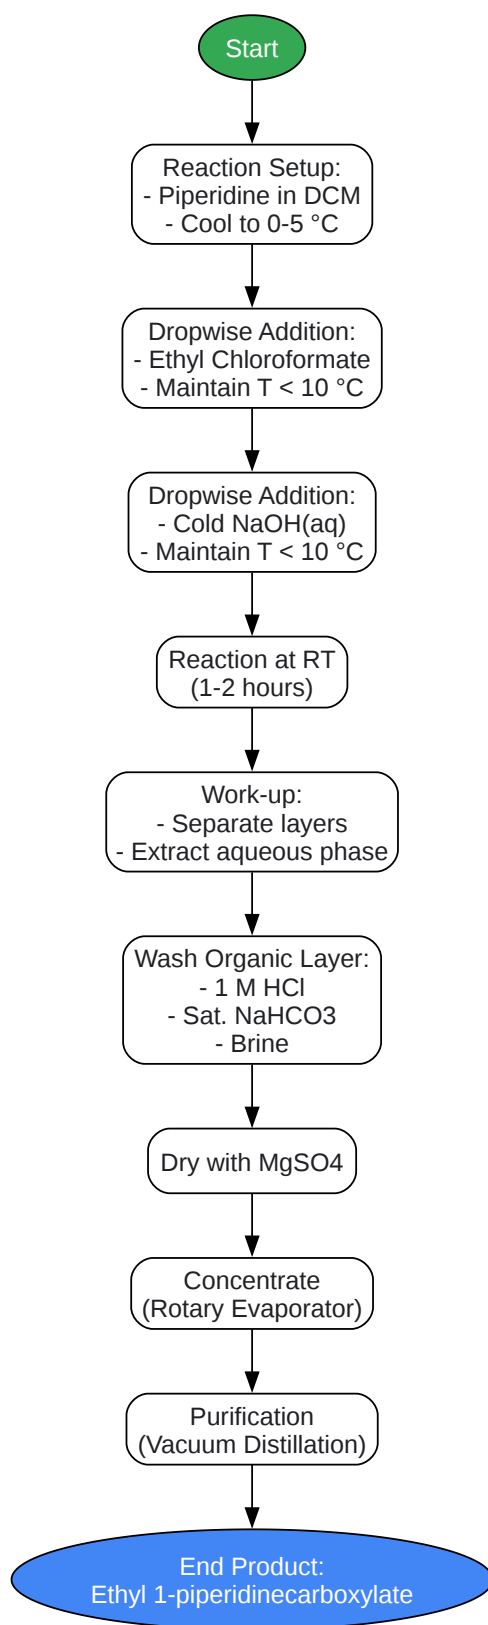 Start
Reaction Setup:
- Piperidine in DCM
- Cool to 0-5 °C
Dropwise Addition:
- Ethyl Chloroformate
- Maintain T < 10 °C
Dropwise Addition:
- Cold NaOH(aq)
- Maintain T < 10 °C
Reaction at RT
(1-2 hours)
Work-up:
- Separate layers
- Extract aqueous phase
Wash Organic Layer:
- 1 M HCl
- Sat. NaHCO3
- Brine
Dry with MgSO4
Concentrate
(Rotary Evaporator)
Purification
(Vacuum Distillation)
End Product:
Ethyl 1-piperidinecarboxylate